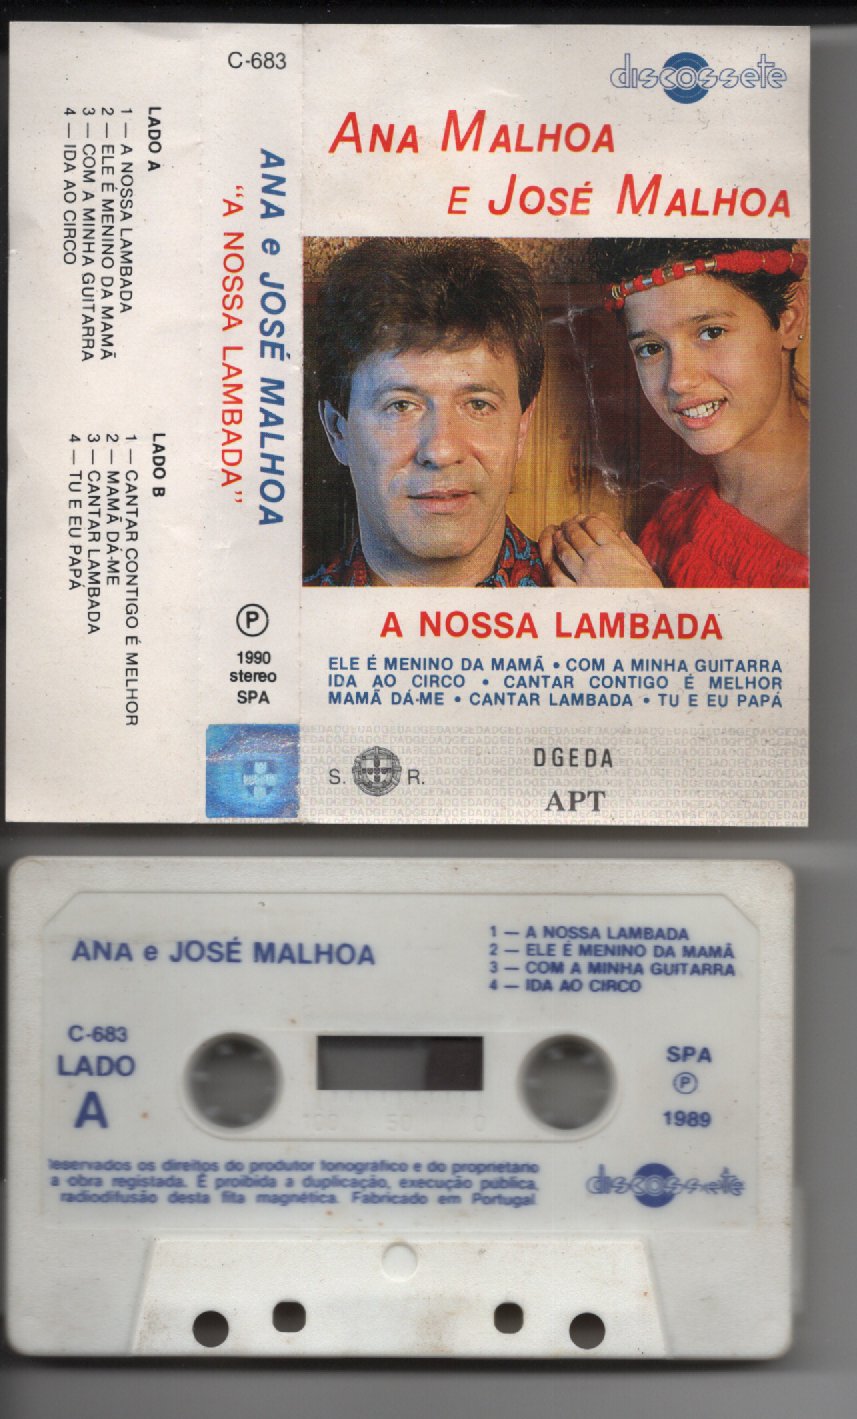 C-683
discossete
ANA MALHOA
E JOSÉ MALHOA
LADO A
1 — A NOSSA LAMBADA
2 — ELE É MENINO DA MAMÃ
3 — COM A MINHA GUITARRA
4 — IDA AO CIRCO
LADO B
1 — CANTAR CONTIGO É MELHOR
2 — MAMÃ DÁ-ME
3 — CANTAR LAMBADA
4 — TU E EU PAPÁ
ANA e JOSÉ MALHOA
"A NOSSA LAMBADA"
P
1990
stereo
SPA
A NOSSA LAMBADA
ELE É MENINO DA MAMÃ • COM A MINHA GUITARRA
IDA AO CIRCO • CANTAR CONTIGO É MELHOR
MAMÃ DÁ-ME • CANTAR LAMBADA • TU E EU PAPÁ
S. R.
DGEDA
APT
ANA e JOSÉ MALHOA
1 — A NOSSA LAMBADA
2 — ELE É MENINO DA MAMÃ
3 — COM A MINHA GUITARRA
4 — IDA AO CIRCO
C-683
LADO
A
SPA
P
1989
100 50 0
eservados os direitos do produtor fonográfico e do proprietário
a obra registada. É proibida a duplicação, execução pública,
radiodifusão desta fita magnética. Fabricado em Portugal
discossete